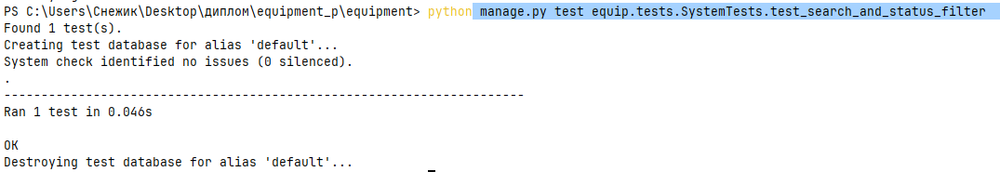 PS C:\Users\Снежик\Desktop\диплом\equipment_p\equipment> python manage.py test equip.tests.SystemTests.test_search_and_status_filter
Found 1 test(s).
Creating test database for alias 'default'...
System check identified no issues (0 silenced).
.
----------------------------------------------------------------------
Ran 1 test in 0.046s
OK
Destroying test database for alias 'default'...